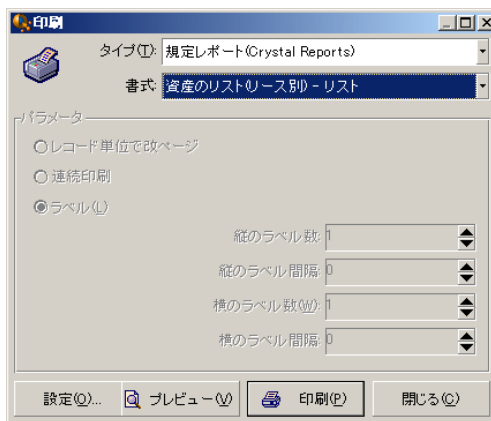 印刷
タイプ(T): 規定レポート(Crystal Reports)
書式: 資産のリスト(リース別) - リスト
パラメータ
レコード単位で改ページ
連続印刷
ラベル(L)
縦のラベル数: 1
縦のラベル間隔: 0
横のラベル数(W): 1
横のラベル間隔: 0
設定(O)... プレビュー(V) 印刷(P) 閉じる(C)